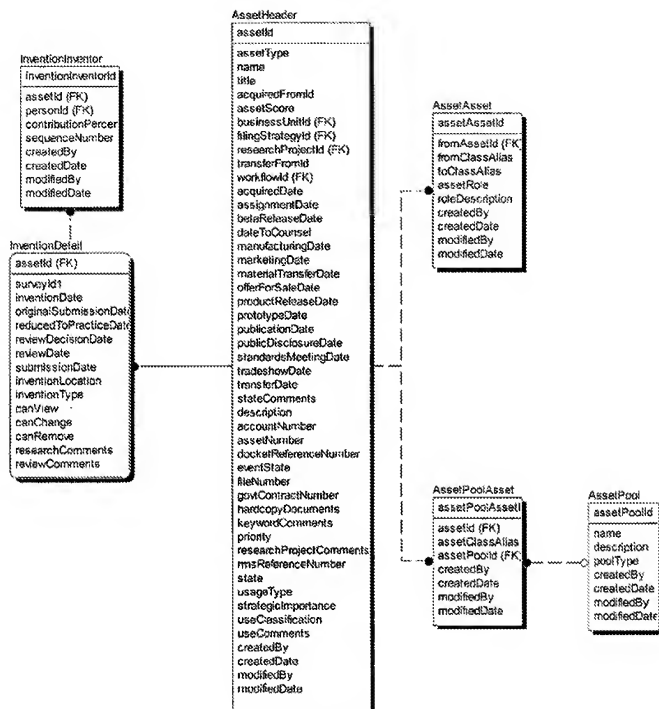 AssetHeader
assetId
assetType
name
title
acquiredFromId
assetScore
businessUnitId (FK)
filingStrategyId (FK)
researchProjectId (FK)
transferFromId
workflowId (FK)
acquiredDate
assignmentDate
betaReleaseDate
dateToCounsel
manufacturingDate
marketingDate
materialTransferDate
offerForSaleDate
productReleaseDate
prototypeDate
publicationDate
publicDisclosureDate
standardsMeetingDate
tradeshowDate
transferDate
stateComments
description
accountNumber
assetNumber
docketReferenceNumber
eventState
fileNumber
govtContractNumber
hardcopyDocuments
keywordComments
priority
researchProjectComments
rmsReferenceNumber
state
usageType
strategicImportance
useClassification
useComments
createdBy
createdDate
modifiedBy
modifiedDate
InventionInventor
InventionInventorId
assetId (FK)
personId (FK)
contributionPercer
sequenceNumber
createdBy
createdDate
modifiedBy
modifiedDate
InventionDetail
assetId (FK)
surveyId1
inventionDate
originalSubmissionDate
reducedToPracticeDate
reviewDecisionDate
reviewDate
submissionDate
inventionLocation
inventionType
canView
canChange
canRemove
researchComments
reviewComments
AssetAsset
assetAssetId
fromAssetId (FK)
fromClassAlias
toClassAlias
assetRole
roleDescription
createdBy
createdDate
modifiedBy
modifiedDate
AssetPoolAsset
assetPoolAssetI
assetId (FK)
assetClassAlias
assetPoolId (FK)
createdBy
createdDate
modifiedBy
modifiedDate
AssetPool
assetPoolId
name
description
poolType
createdBy
createdDate
modifiedBy
modifiedDate